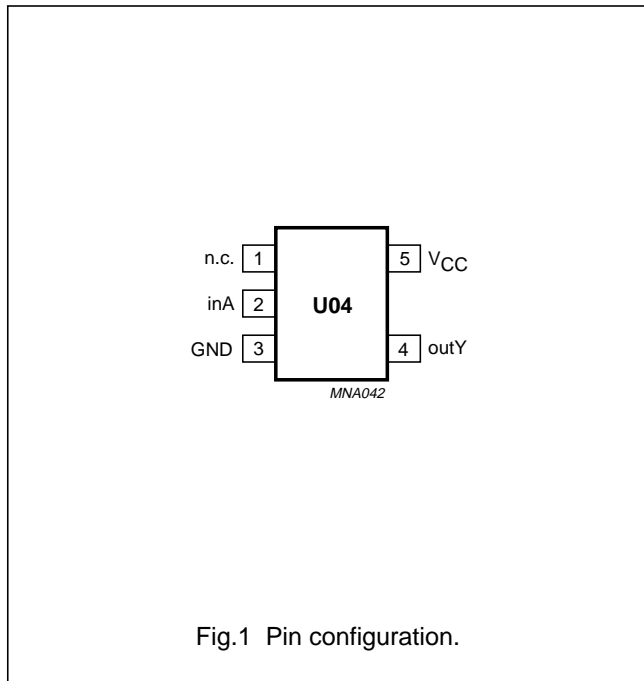 n.c. 1
5 VCC
inA 2
U04
GND 3
4 outY
MNA042
Fig.1 Pin configuration.